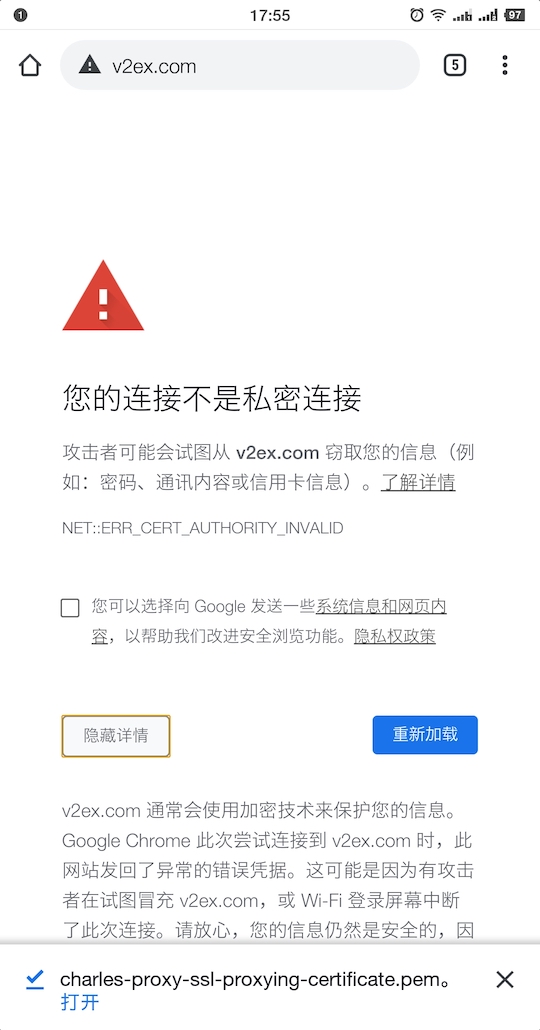 1
17:55
97
v2ex.com
5
您的连接不是私密连接
攻击者可能会试图从 v2ex.com 窃取您的信息（例
如：密码、通讯内容或信用卡信息）。了解详情
NET::ERR_CERT_AUTHORITY_INVALID
您可以选择向 Google 发送一些系统信息和网页内
容，以帮助我们改进安全浏览功能。隐私权政策
隐藏详情
重新加载
v2ex.com 通常会使用加密技术来保护您的信息。
Google Chrome 此次尝试连接到 v2ex.com 时，此
网站发回了异常的错误凭据。这可能是因为有攻击
者在试图冒充 v2ex.com，或 Wi-Fi 登录屏幕中断
了此次连接。请放心，您的信息仍然是安全的，因
charles-proxy-ssl-proxying-certificate.pem。
打开